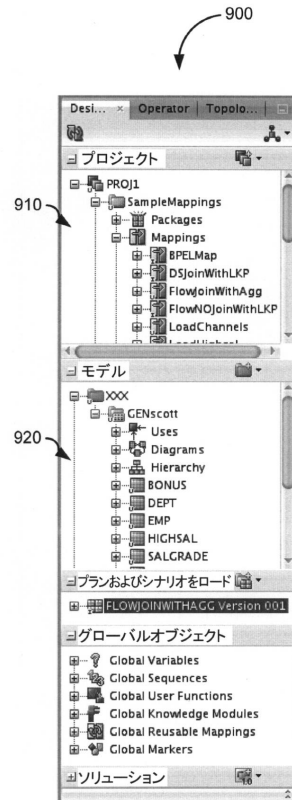 900
Desi... × Operator Topolo...
プロジェクト
910
PROJ1
SampleMappings
Packages
Mappings
BPELMap
DSJoinWithLKP
FlowJoinWithAgg
FlowNOJoinWithLKP
LoadChannels
LoadHighsal
モデル
920
XXX
GENscott
Uses
Diagrams
Hierarchy
BONUS
DEPT
EMP
HIGHSAL
SALGRADE
プランおよびシナリオをロード
FLOWJOINWITHAGG Version 001
グローバルオブジェクト
Global Variables
Global Sequences
Global User Functions
Global Knowledge Modules
Global Reusable Mappings
Global Markers
ソリューション